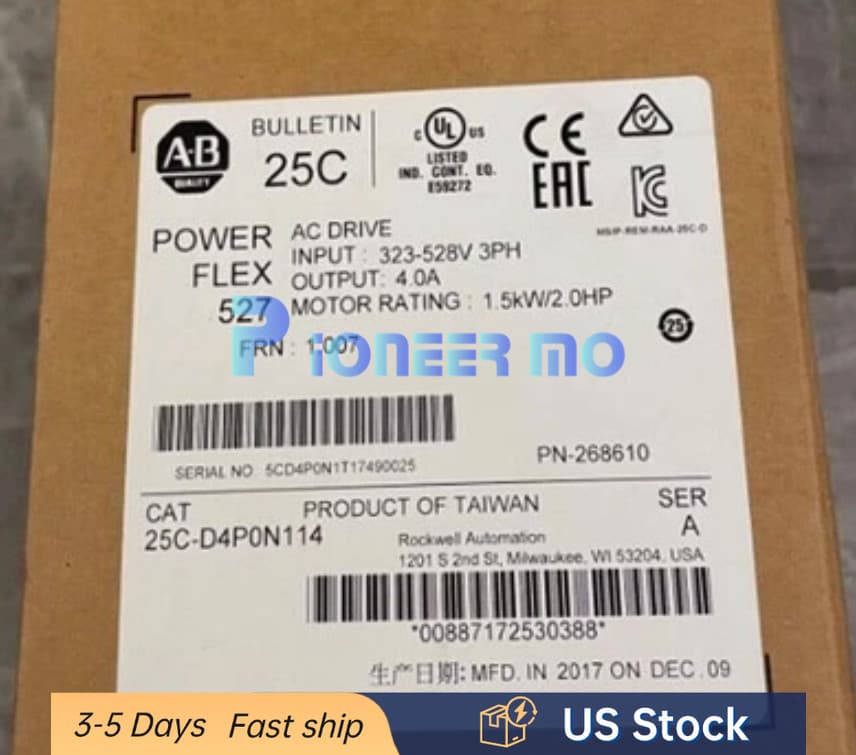 A-B
QUALITY
BULLETIN
25C
C UL US
LISTED
IND. CONT. EQ.
E59272
CE
EAC
MSIP-REM-RAA-25C-D
POWER
FLEX
527
AC DRIVE
INPUT : 323-528V 3PH
OUTPUT: 4.0A
MOTOR RATING : 1.5kW/2.0HP
FRN : 1.007
PIONEER MO
25
SERIAL NO. 5CD4P0N1T17490025
PN-268610
CAT
25C-D4P0N114
PRODUCT OF TAIWAN
SER
A
Rockwell Automation
1201 S 2nd St, Milwaukee, WI 53204, USA
*00887172530388*
生产日期: MFD. IN 2017 ON DEC. 09
3-5 Days Fast ship
US Stock